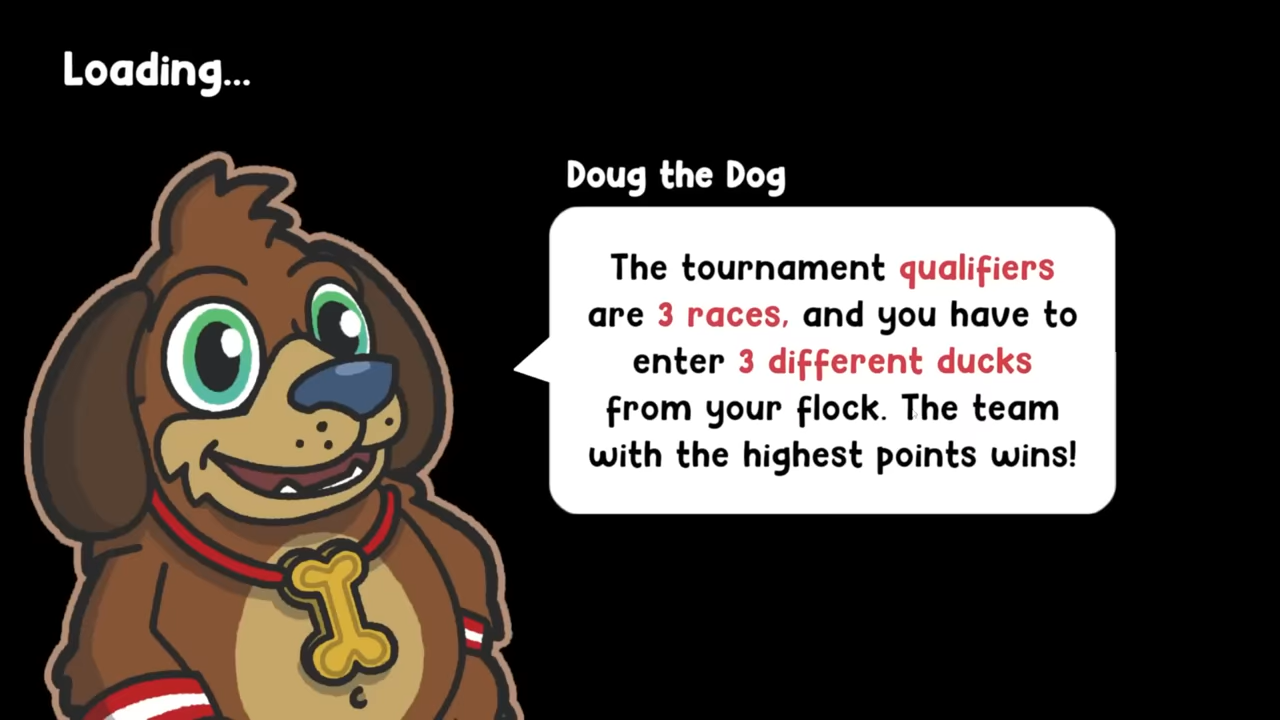 Loading...
Doug the Dog
The tournament qualifiers
are 3 races, and you have to
enter 3 different ducks
from your flock. The team
with the highest points wins!